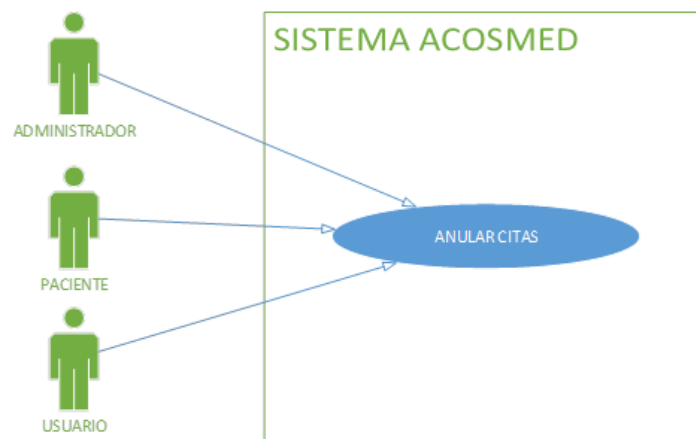 SISTEMA ACOSMED
ADMINISTRADOR
ANULAR CITAS
PACIENTE
USUARIO